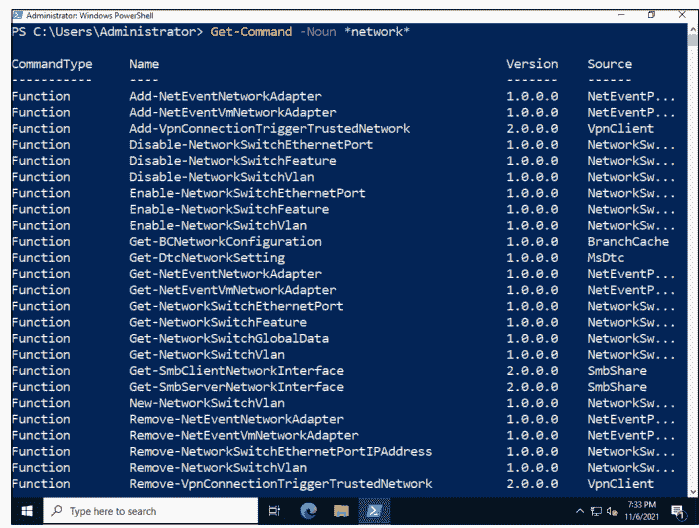 Administrator: Windows PowerShell
PS C:\Users\Administrator> Get-Command -Noun *network*
CommandType Name Version Source
----------- ---- ------- ------
Function Add-NetEventNetworkAdapter 1.0.0.0 NetEventP...
Function Add-NetEventVmNetworkAdapter 1.0.0.0 NetEventP...
Function Add-VpnConnectionTriggerTrustedNetwork 2.0.0.0 VpnClient
Function Disable-NetworkSwitchEthernetPort 1.0.0.0 NetworkSw...
Function Disable-NetworkSwitchFeature 1.0.0.0 NetworkSw...
Function Disable-NetworkSwitchVlan 1.0.0.0 NetworkSw...
Function Enable-NetworkSwitchEthernetPort 1.0.0.0 NetworkSw...
Function Enable-NetworkSwitchFeature 1.0.0.0 NetworkSw...
Function Enable-NetworkSwitchVlan 1.0.0.0 NetworkSw...
Function Get-BCNetworkConfiguration 1.0.0.0 BranchCache
Function Get-DtcNetworkSetting 1.0.0.0 MsDtc
Function Get-NetEventNetworkAdapter 1.0.0.0 NetEventP...
Function Get-NetEventVmNetworkAdapter 1.0.0.0 NetEventP...
Function Get-NetworkSwitchEthernetPort 1.0.0.0 NetworkSw...
Function Get-NetworkSwitchFeature 1.0.0.0 NetworkSw...
Function Get-NetworkSwitchGlobalData 1.0.0.0 NetworkSw...
Function Get-NetworkSwitchVlan 1.0.0.0 NetworkSw...
Function Get-SmbClientNetworkInterface 2.0.0.0 SmbShare
Function Get-SmbServerNetworkInterface 2.0.0.0 SmbShare
Function New-NetworkSwitchVlan 1.0.0.0 NetworkSw...
Function Remove-NetEventNetworkAdapter 1.0.0.0 NetEventP...
Function Remove-NetEventVmNetworkAdapter 1.0.0.0 NetEventP...
Function Remove-NetworkSwitchEthernetPortIPAddress 1.0.0.0 NetworkSw...
Function Remove-NetworkSwitchVlan 1.0.0.0 NetworkSw...
Function Remove-VpnConnectionTriggerTrustedNetwork 2.0.0.0 VpnClient
Type here to search
7:33 PM
11/6/2021